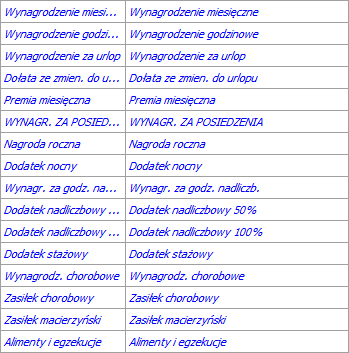 Wynagrodzenie miesi... Wynagrodzenie miesięczne
Wynagrodzenie godzi... Wynagrodzenie godzinowe
Wynagrodzenie za urlop Wynagrodzenie za urlop
Dołata ze zmien. do u... Dołata ze zmien. do urlopu
Premia miesięczna Premia miesięczna
WYNAGR. ZA POSIED... WYNAGR. ZA POSIEDZENIA
Nagroda roczna Nagroda roczna
Dodatek nocny Dodatek nocny
Wynagr. za godz. na... Wynagr. za godz. nadliczb.
Dodatek nadliczbowy ... Dodatek nadliczbowy 50%
Dodatek nadliczbowy ... Dodatek nadliczbowy 100%
Dodatek stażowy Dodatek stażowy
Wynagrodz. chorobowe Wynagrodz. chorobowe
Zasiłek chorobowy Zasiłek chorobowy
Zasiłek macierzyński Zasiłek macierzyński
Alimenty i egzekucje Alimenty i egzekucje